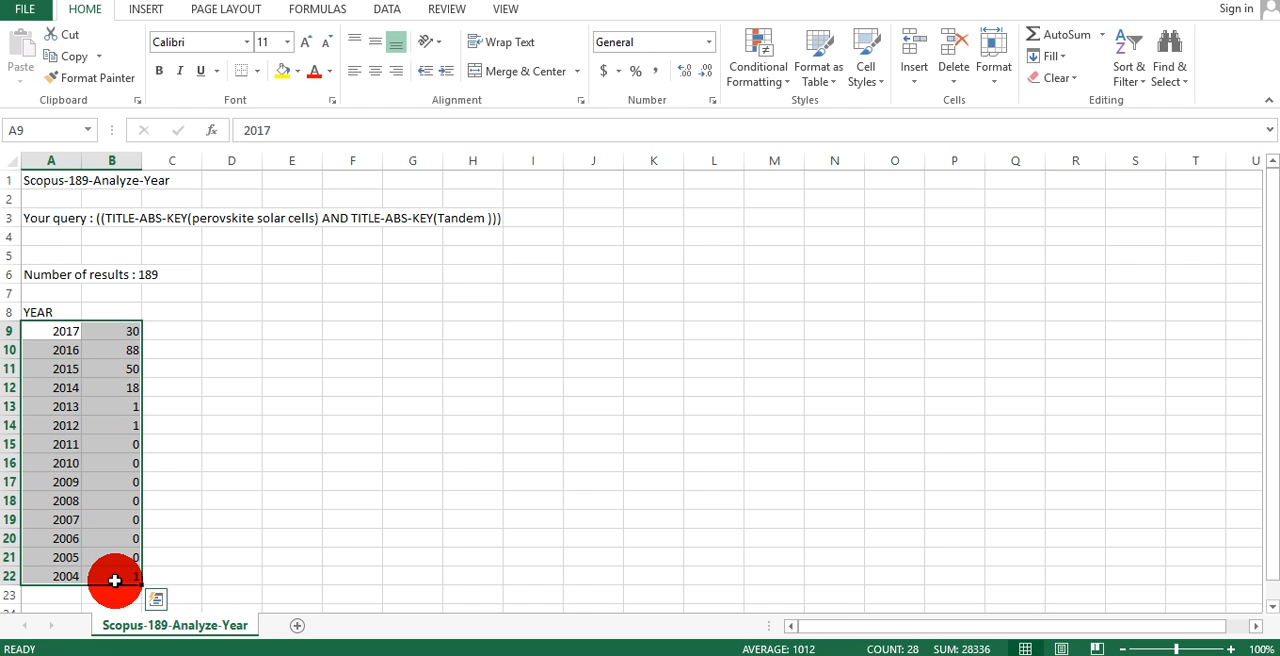 FILE HOME INSERT PAGE LAYOUT FORMULAS DATA REVIEW VIEW Sign in
Cut
Copy
Format Painter
Paste
Clipboard
Calibri 11
B I U
Font
Wrap Text
Merge & Center
Alignment
General
$ % ,
Number
Conditional Formatting
Format as Table
Cell Styles
Styles
Insert
Delete
Format
Cells
AutoSum
Fill
Clear
Sort & Filter
Find & Select
Editing
A9 fx 2017
A B C D E F G H I J K L M N O P Q R S T U
1 Scopus-189-Analyze-Year
2
3 Your query : ((TITLE-ABS-KEY(perovskite solar cells) AND TITLE-ABS-KEY(Tandem )))
4
5
6 Number of results : 189
7
8 YEAR
9 2017 30
10 2016 88
11 2015 50
12 2014 18
13 2013 1
14 2012 1
15 2011 0
16 2010 0
17 2009 0
18 2008 0
19 2007 0
20 2006 0
21 2005 0
22 2004 1
23
Scopus-189-Analyze-Year
READY AVERAGE: 1012 COUNT: 28 SUM: 28336 100%